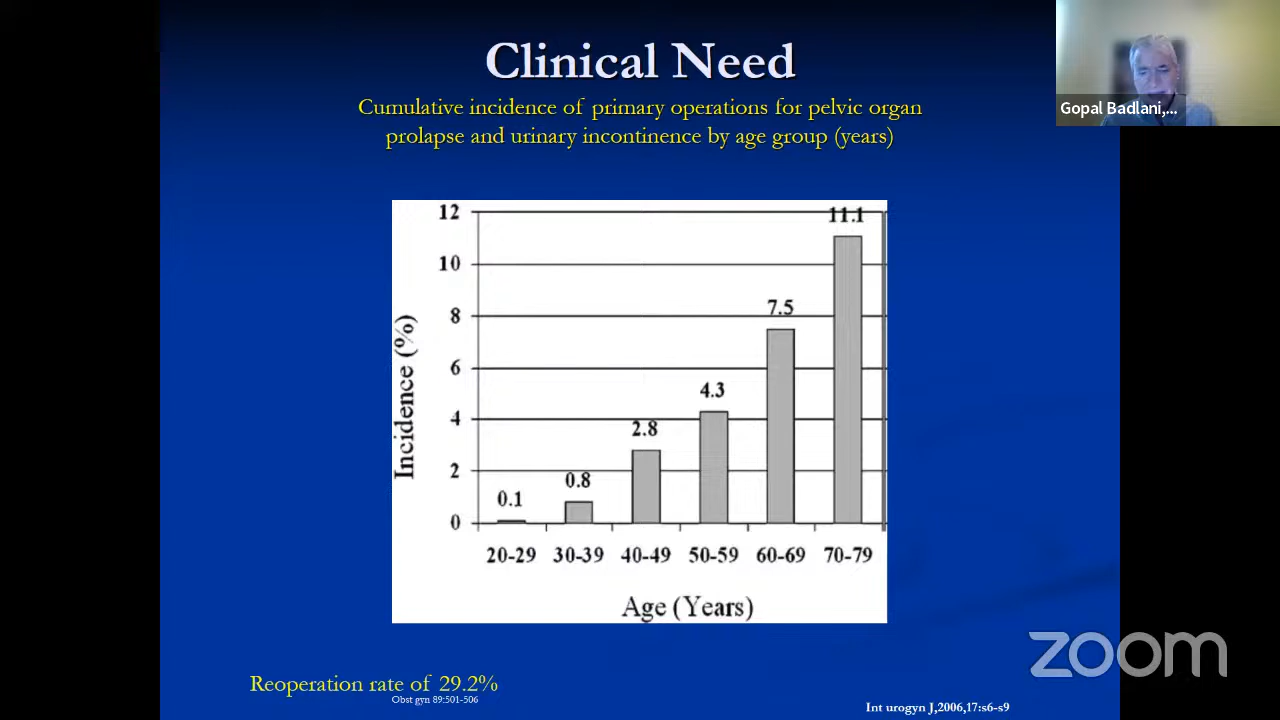 Clinical Need
Cumulative incidence of primary operations for pelvic organ
prolapse and urinary incontinence by age group (years)
Gopal Badlani,...
Incidence (%)
12
10
8
6
4
2
0
0.1
0.8
2.8
4.3
7.5
11.1
20-29 30-39 40-49 50-59 60-69 70-79
Age (Years)
zoom
Reoperation rate of 29.2%
Obst gyn 89:501-506
Int urogyn J,2006,17:s6-s9